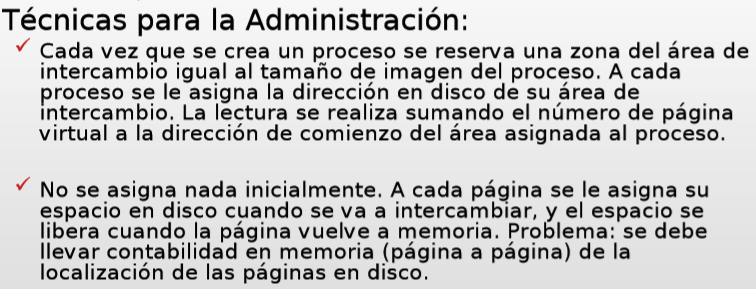 Técnicas para la Administración:
Cada vez que se crea un proceso se reserva una zona del área de
intercambio igual al tamaño de imagen del proceso. A cada
proceso se le asigna la dirección en disco de su área de
intercambio. La lectura se realiza sumando el número de página
virtual a la dirección de comienzo del área asignada al proceso.
No se asigna nada inicialmente. A cada página se le asigna su
espacio en disco cuando se va a intercambiar, y el espacio se
libera cuando la página vuelve a memoria. Problema: se debe
llevar contabilidad en memoria (página a página) de la
localización de las páginas en disco.